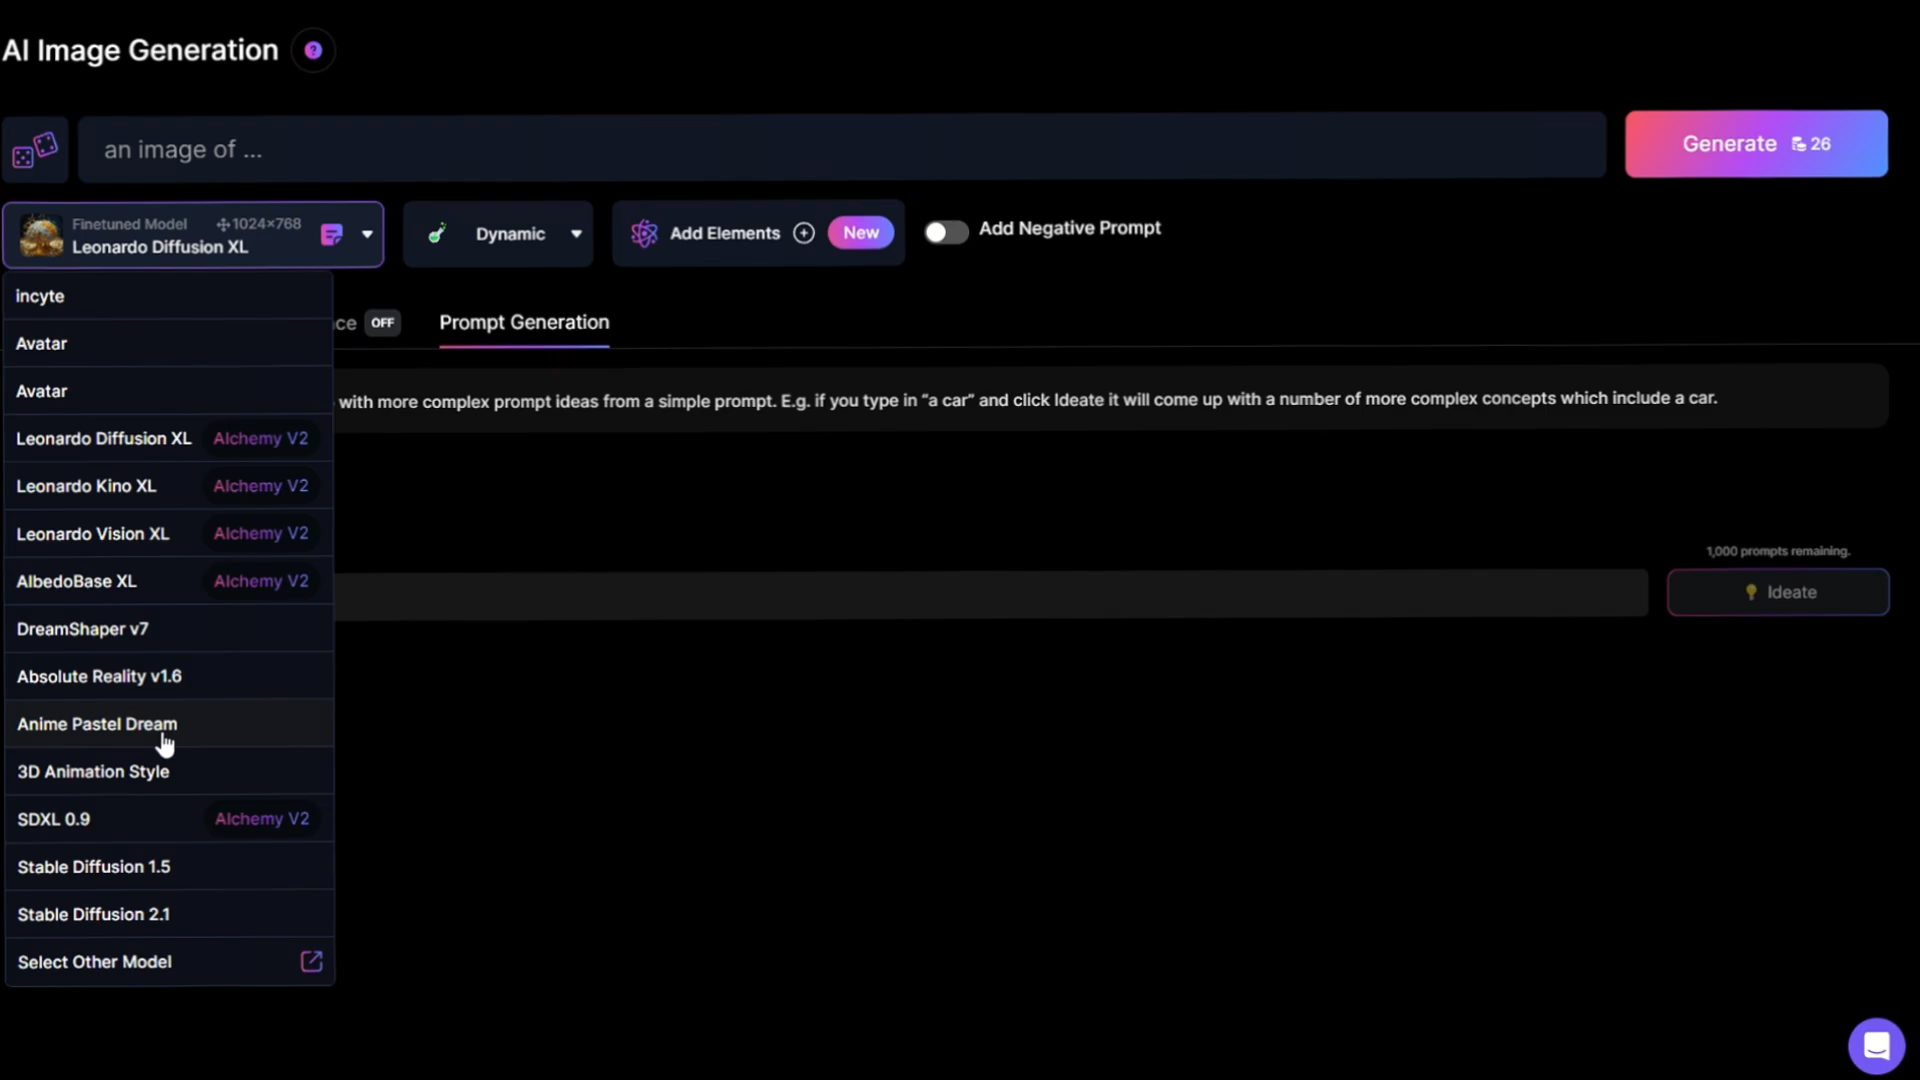 AI Image Generation ?
an image of ...
Generate 26
Finetuned Model 1024×768
Leonardo Diffusion XL
Dynamic
Add Elements
New
Add Negative Prompt
incyte
Avatar
Avatar
Leonardo Diffusion XL Alchemy V2
Leonardo Kino XL Alchemy V2
Leonardo Vision XL Alchemy V2
AlbedoBase XL Alchemy V2
DreamShaper v7
Absolute Reality v1.6
Anime Pastel Dream
3D Animation Style
SDXL 0.9 Alchemy V2
Stable Diffusion 1.5
Stable Diffusion 2.1
Select Other Model
OFF
Prompt Generation
with more complex prompt ideas from a simple prompt. E.g. if you type in "a car" and click Ideate it will come up with a number of more complex concepts which include a car.
1,000 prompts remaining.
Ideate